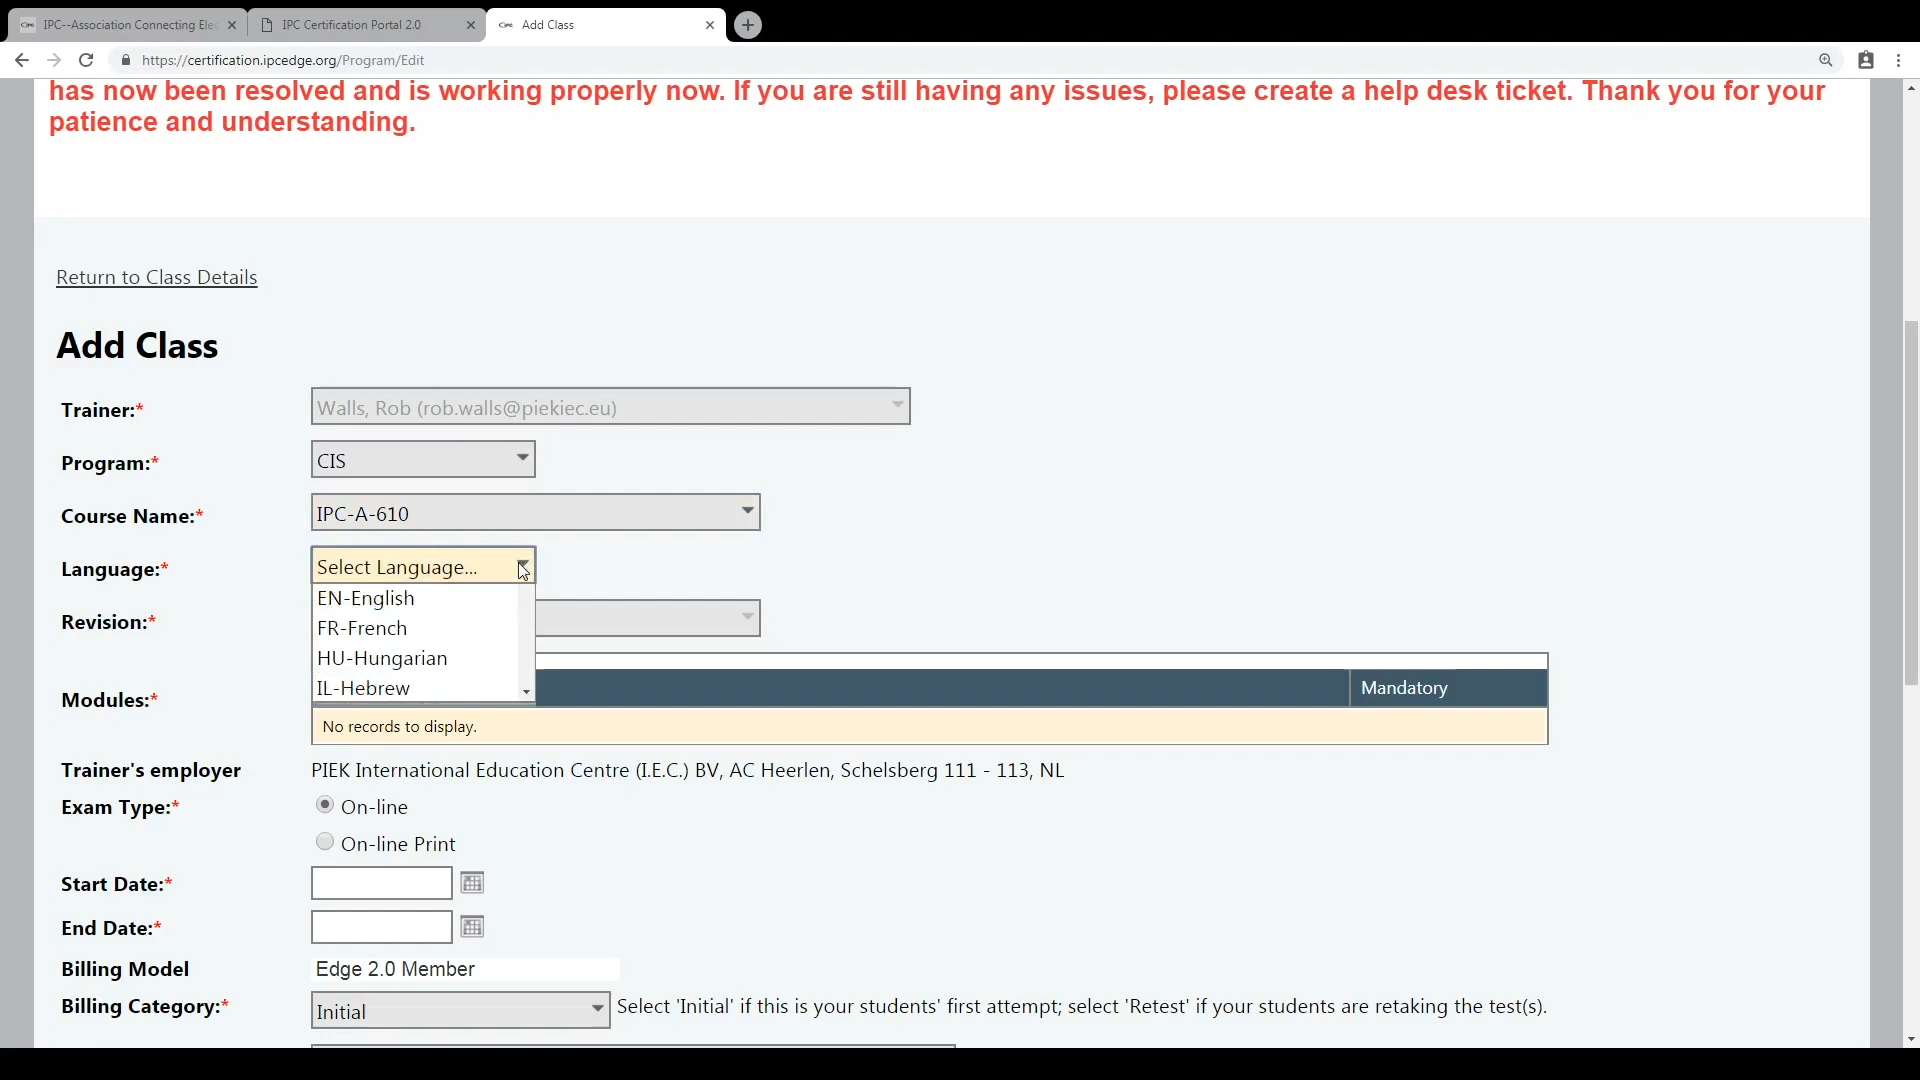 IPC--Association Connecting Elec
IPC Certification Portal 2.0
Add Class
https://certification.ipcedge.org/Program/Edit
has now been resolved and is working properly now. If you are still having any issues, please create a help desk ticket. Thank you for your
patience and understanding.
Return to Class Details
Add Class
Trainer:* Walls, Rob (rob.walls@piekiec.eu)
Program:* CIS
Course Name:* IPC-A-610
Language:* Select Language...
EN-English
Revision:*
FR-French
HU-Hungarian
IL-Hebrew
Modules:* Mandatory
No records to display.
Trainer's employer PIEK International Education Centre (I.E.C.) BV, AC Heerlen, Schelsberg 111 - 113, NL
Exam Type:* On-line
On-line Print
Start Date:*
End Date:*
Billing Model Edge 2.0 Member
Billing Category:* Initial Select 'Initial' if this is your students' first attempt; select 'Retest' if your students are retaking the test(s).